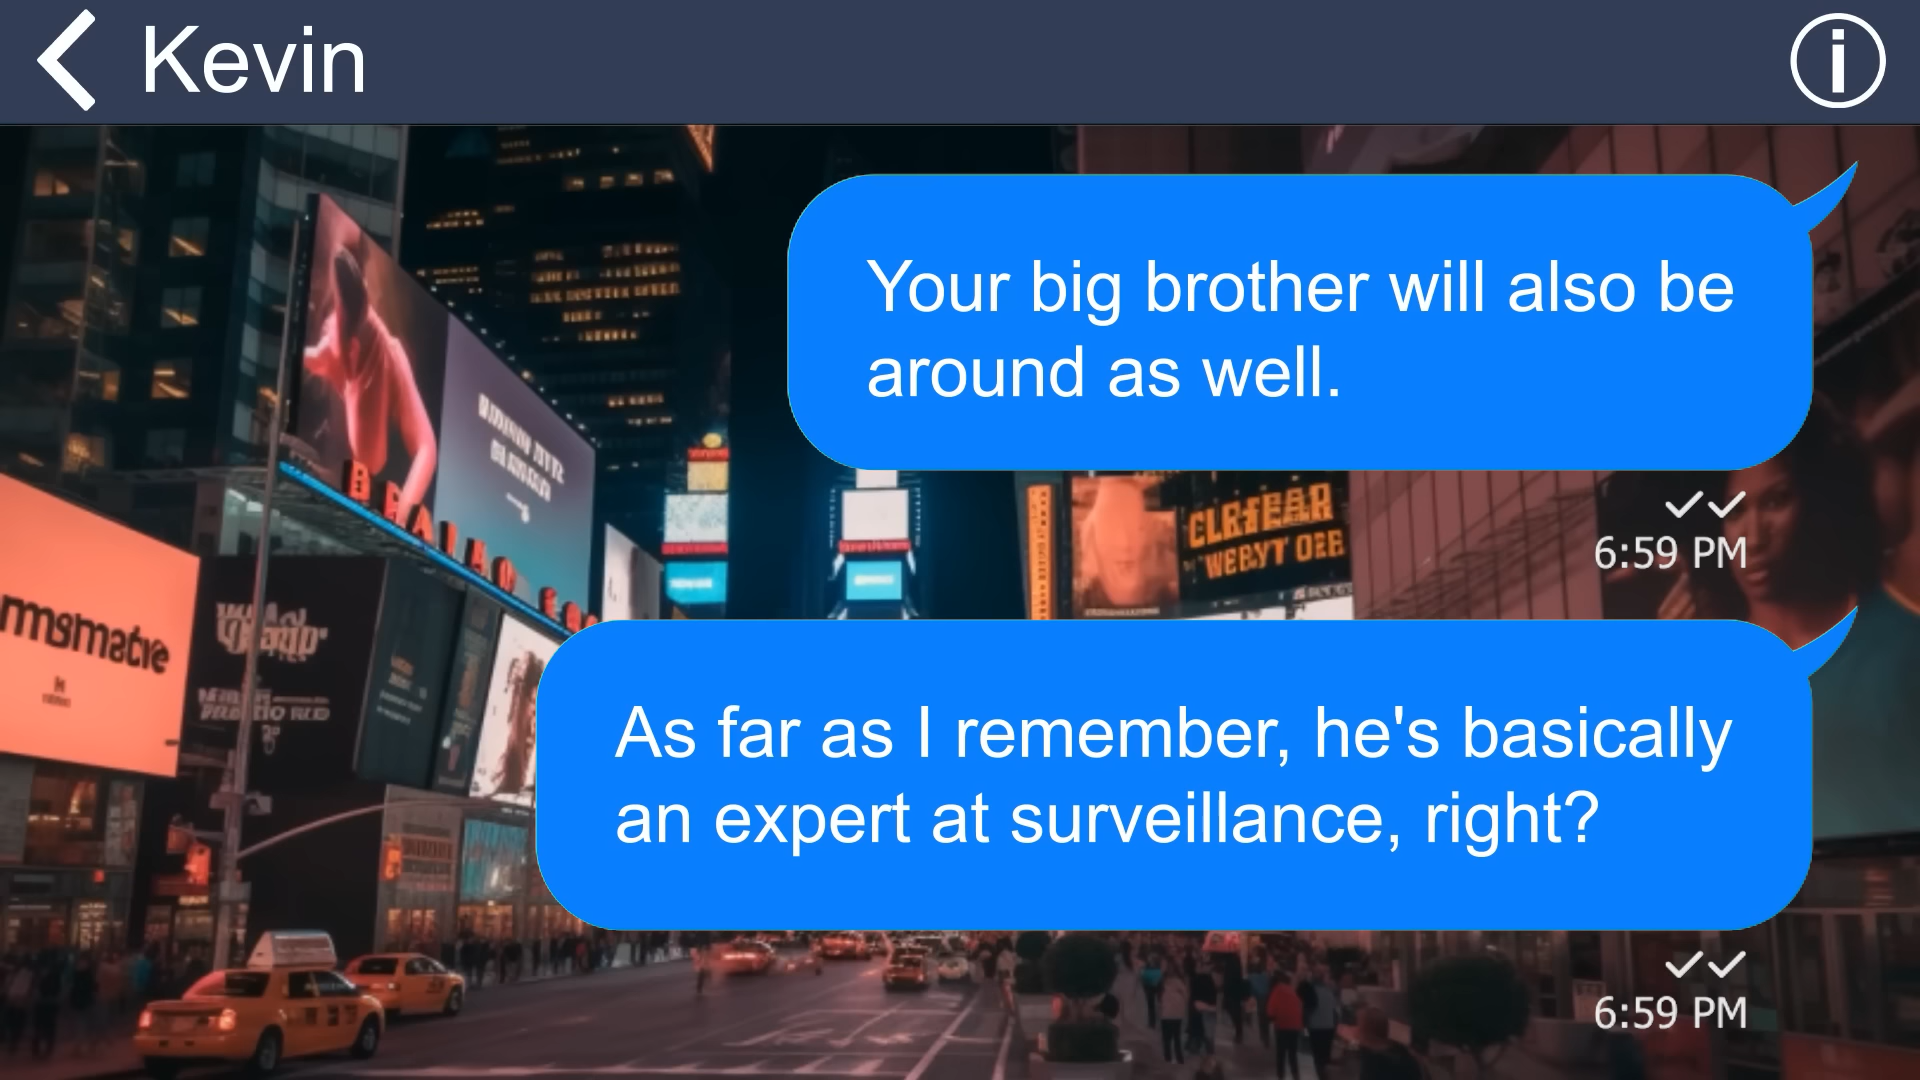 Kevin
Your big brother will also be
around as well.
6:59 PM
As far as I remember, he's basically
an expert at surveillance, right?
6:59 PM